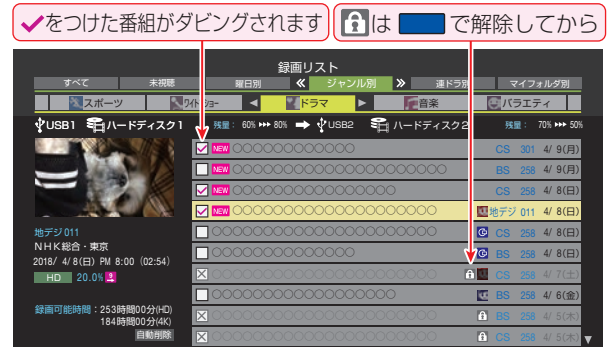 ✓をつけた番組がダビングされます
は で解除してから
録画リスト
すべて 未視聴 曜日別 ≪ ジャンル別 ≫ 連ドラ別 マイフォルダ別
スポーツ ワイドショー ◀ ドラマ ▶ 音楽 バラエティ
USB1 ハードディスク1 残量： 60% ▶▶▶ 80% ➡ USB2 ハードディスク2 残量： 70% ▶▶▶ 50%
NEW 〇〇〇〇〇〇〇〇〇〇〇〇 CS 301 4/ 9(月)
NEW 〇〇〇〇〇〇〇〇〇〇〇〇〇〇〇〇〇〇〇〇〇 BS 258 4/ 9(月)
NEW 〇〇〇〇〇〇〇〇〇〇〇〇〇〇〇〇 CS 258 4/ 8(日)
NEW 〇〇〇〇〇〇〇〇〇〇〇〇〇〇〇〇〇〇〇〇 地デジ 011 4/ 8(日)
〇〇〇〇〇〇〇〇〇〇〇〇〇〇〇〇〇〇〇〇 CS 258 4/ 8(日)
〇〇〇〇〇〇〇〇〇〇〇〇〇〇〇〇〇 BS 258 4/ 8(日)
〇〇〇〇〇〇〇〇〇〇〇〇〇〇〇〇〇〇〇〇〇〇 CS 258 4/ 7(土)
〇〇〇〇〇〇〇〇〇〇〇〇〇〇〇〇〇〇 BS 258 4/ 6(金)
〇〇〇〇〇〇〇〇〇〇〇〇〇〇〇〇〇〇〇〇〇〇 BS 258 4/ 5(木)
〇〇〇〇〇〇〇〇〇〇〇〇〇〇〇〇〇〇〇〇〇〇 CS 258 4/ 5(木) ▼
地デジ 011
NHK総合・東京
2018/ 4/ 8(日) PM 8:00 (02:54)
HD 20.0%
録画可能時間：253時間00分(HD)
184時間00分(4K)
自動削除